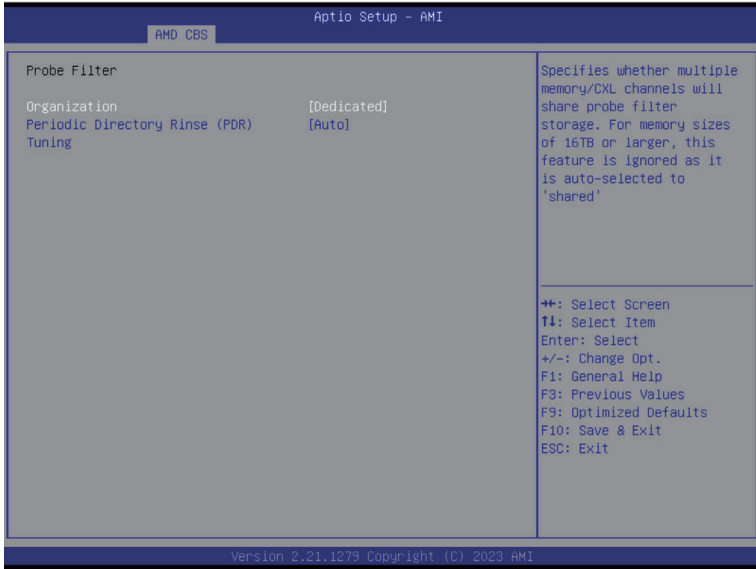 Aptio Setup - AMI
AMD CBS
Probe Filter
Organization [Dedicated]
Periodic Directory Rinse (PDR) [Auto]
Tuning
Specifies whether multiple
memory/CXL channels will
share probe filter
storage. For memory sizes
of 16TB or larger, this
feature is ignored as it
is auto-selected to
'shared'
→←: Select Screen
↑↓: Select Item
Enter: Select
+/-: Change Opt.
F1: General Help
F3: Previous Values
F9: Optimized Defaults
F10: Save & Exit
ESC: Exit
Version 2.21.1279 Copyright (C) 2023 AMI